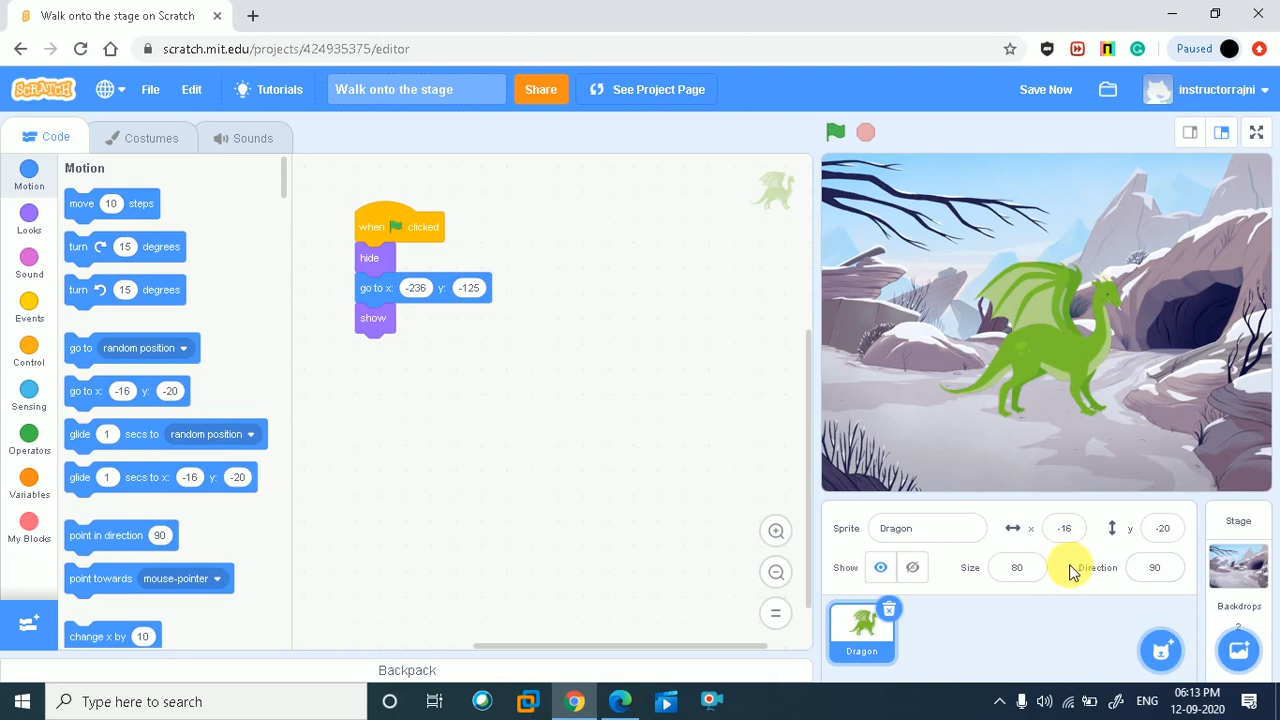 Walk onto the stage on Scratch
scratch.mit.edu/projects/424935375/editor
Paused
SCRATCH
File
Edit
Tutorials
Walk onto the stage
Share
See Project Page
Save Now
instructorrajni
Code
Costumes
Sounds
Motion
Looks
Sound
Events
Control
Sensing
Operators
Variables
My Blocks
Motion
move 10 steps
turn 15 degrees
turn 15 degrees
go to random position
go to x: -16 y: -20
glide 1 secs to random position
glide 1 secs to x: -16 y: -20
point in direction 90
point towards mouse-pointer
change x by 10
when clicked
hide
go to x: -236 y: -125
show
Backpack
Sprite Dragon x -16 y -20
Show Size 80 Direction 90
Dragon
Stage
Backdrops
2
Type here to search
ENG
06:13 PM
12-09-2020